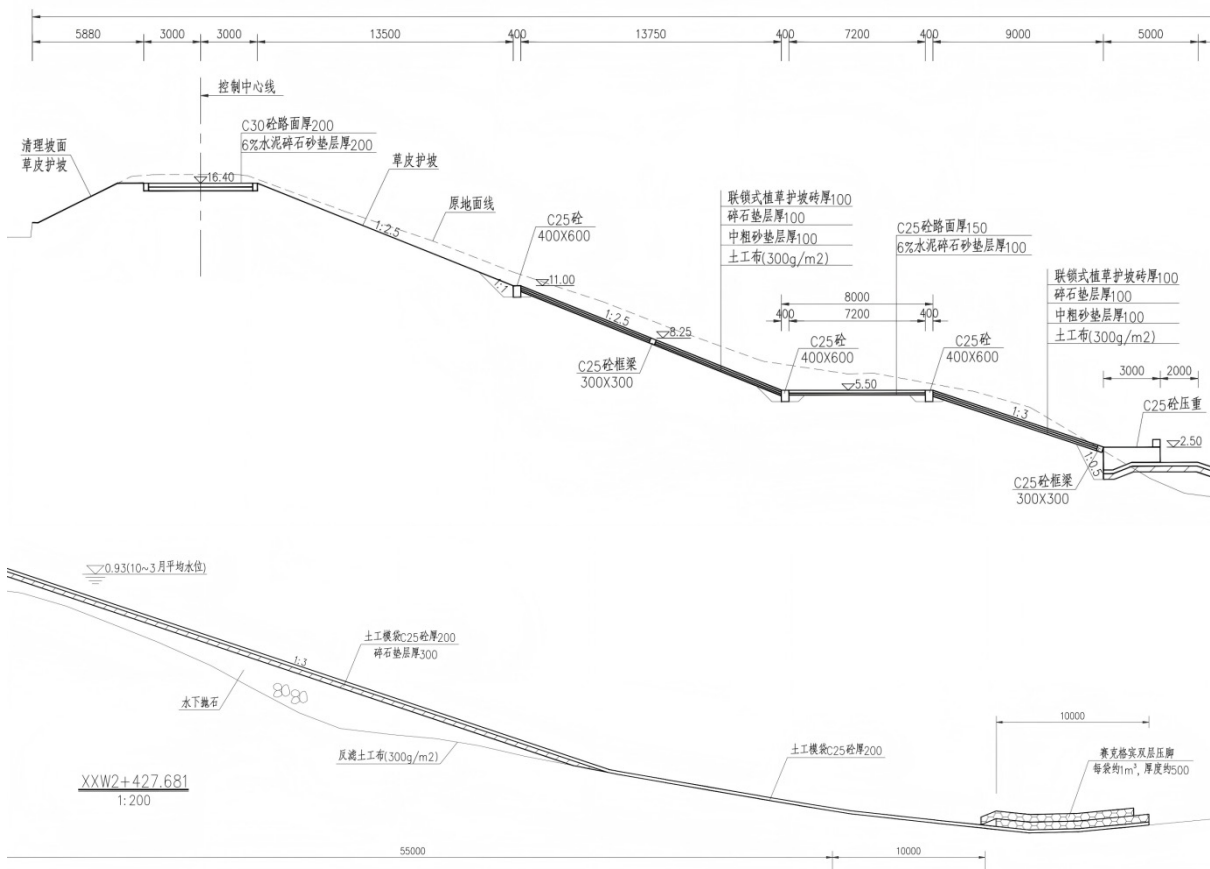 5880
3000
3000
13500
400
13750
400
7200
400
9000
5000
控制中心线
C30砼路面厚200
6%水泥碎石砂垫层厚200
清理坡面
草皮护坡
16.40
草皮护坡
原地面线
1:2.5
C25砼
400X600
1:1
11.00
联锁式植草护坡砖厚100
碎石垫层厚100
中粗砂垫层厚100
土工布(300g/m2)
C25砼路面厚150
6%水泥碎石砂垫层厚100
联锁式植草护坡砖厚100
碎石垫层厚100
中粗砂垫层厚100
土工布(300g/m2)
8000
400
7200
400
1:2.5
8.25
C25砼框梁
300X300
C25砼
400X600
5.50
C25砼
400X600
3000
2000
1:3
C25砼压重
2.50
1:0.5
C25砼框梁
300X300
0.93(10~3月平均水位)
土工模袋C25砼厚200
碎石垫层厚300
1:3
水下抛石
反滤土工布(300g/m2)
土工模袋C25砼厚200
10000
赛克格宾双层压脚
每袋约1m³, 厚度约500
XXW2+427.681
1:200
55000
10000